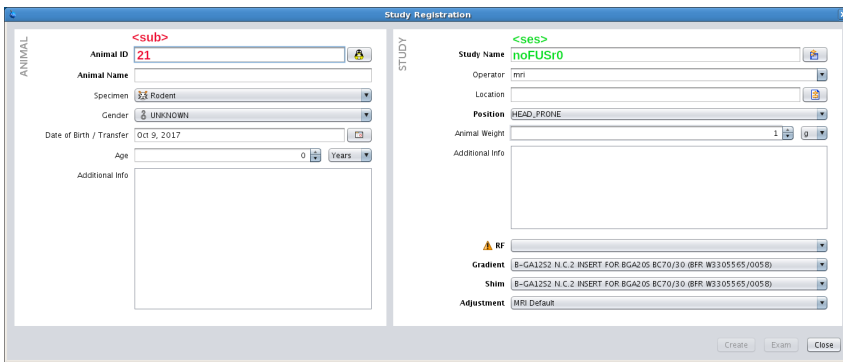 Study Registration
ANIMAL
<sub>
Animal ID 21
Animal Name
Specimen Rodent
Gender UNKNOWN
Date of Birth / Transfer Oct 9, 2017
Age 0 Years
Additional Info
STUDY
<ses>
Study Name noFUSr0
Operator mri
Location
Position HEAD_PRONE
Animal Weight 1 g
Additional Info
RF
Gradient B-GA12S2 N.C.2 INSERT FOR BGA20S BC70/30 (BFR W3305565/0058)
Shim B-GA12S2 N.C.2 INSERT FOR BGA20S BC70/30 (BFR W3305565/0058)
Adjustment MRI Default
Create Exam Close